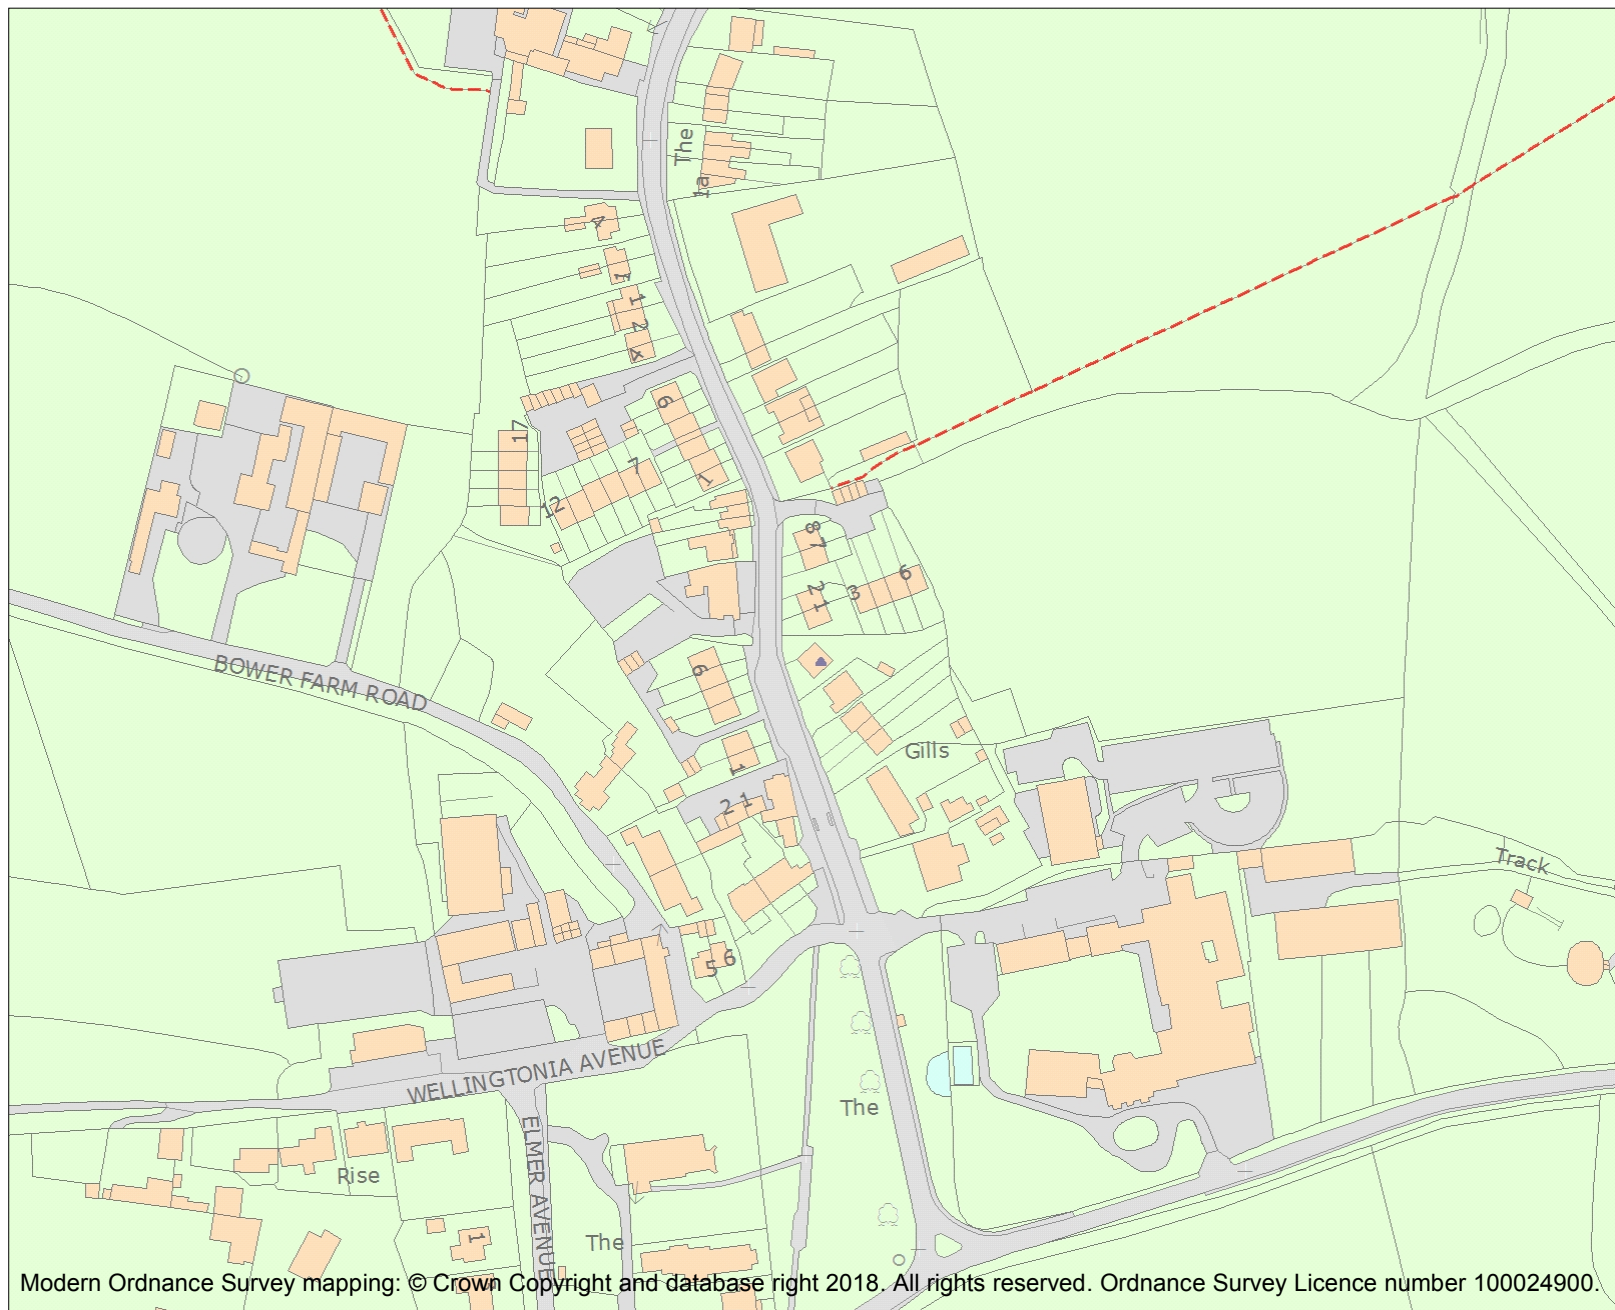 The
1a
4
1
1
2
4
6
17
7
1
12
8
7
6
3
2
1
BOWER FARM ROAD
6
Gills
1
2 1
Track
5 6
WELLINGTONIA AVENUE
The
ELMER AVENUE
Rise
The
1
Modern Ordnance Survey mapping: © Crown Copyright and database right 2018. All rights reserved. Ordnance Survey Licence number 100024900.